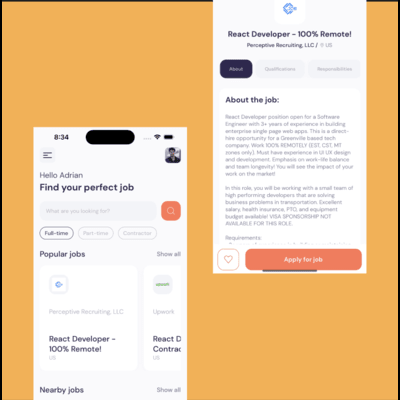 React Developer - 100% Remote!
Perceptive Recruiting, LLC / US
About
Qualifications
Responsibilities
About the job:
React Developer position open for a Software
Engineer with 3+ years of experience in building
enterprise single page web apps. This is a direct-
hire opportunity for a Greenville based tech
company. Work 100% REMOTELY (EST, CST, MT
zones only). Must have experience in UI UX design
and development. Emphasis on work-life balance
and team longevity! You will see the impact of your
work on the market!
In this role, you will be working with a small team of
high performing developers that are solving
business problems in transportation. Excellent
salary, health insurance, PTO, and equipment
budget available! VISA SPONSORSHIP NOT
AVAILABLE FOR THIS ROLE.
Requirements:
Apply for job
8:34
Hello Adrian
Find your perfect job
What are you looking for?
Full-time
Part-time
Contractor
Popular jobs
Show all
Perceptive Recruiting, LLC
React Developer -
100% Remote!
US
upwork
Upwork
React D
Contrac
US
Nearby jobs
Show all